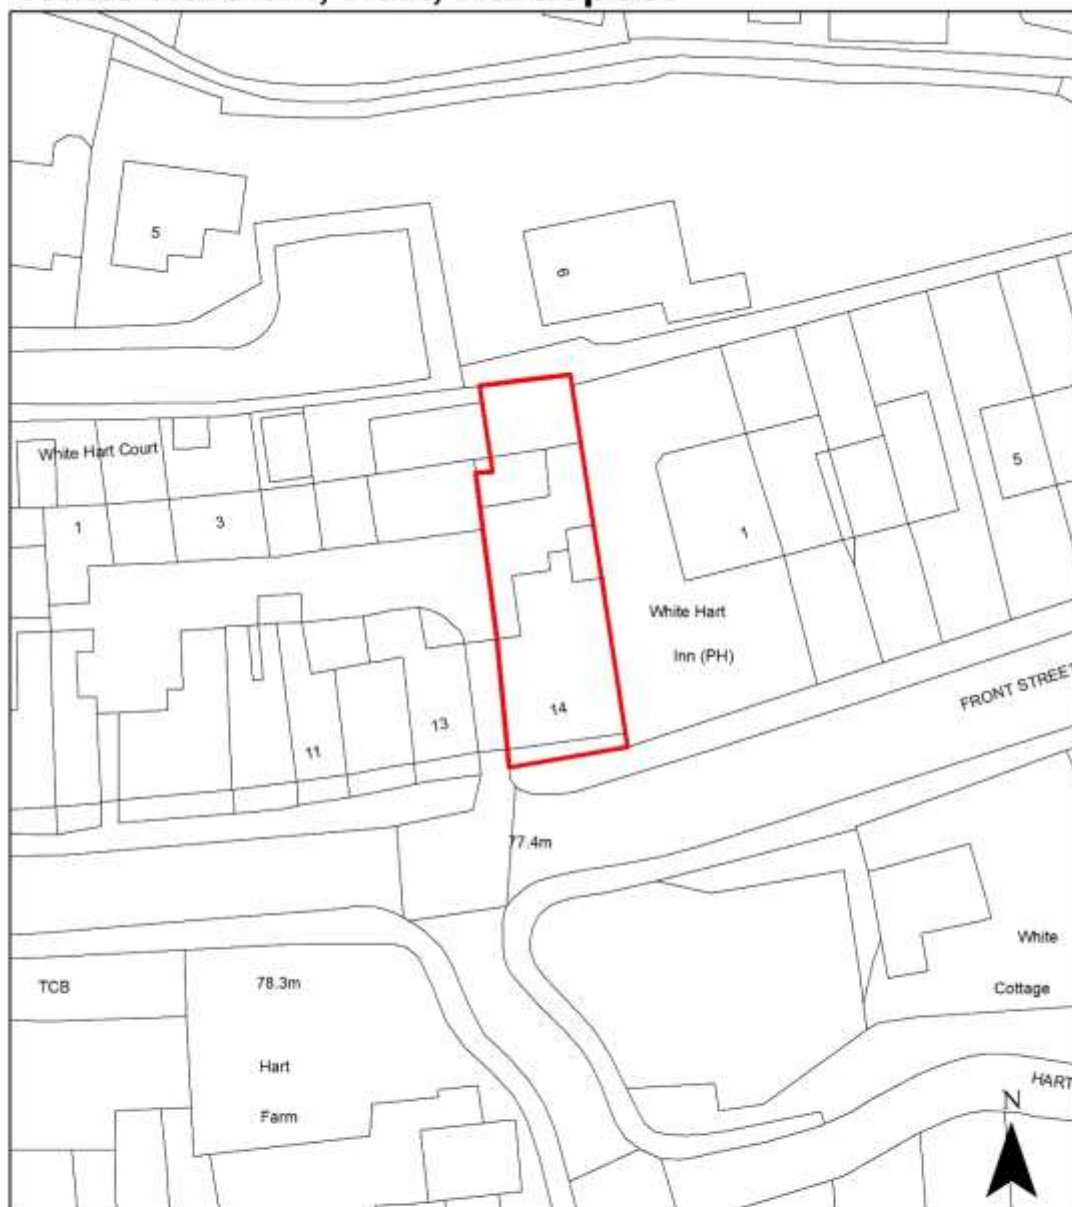 5
6
White Hart Court
5
1
3
1
White Hart
Inn (PH)
FRONT STREET
14
13
11
77.4m
White
TCB
78.3m
Cottage
Hart
HART
N
Farm